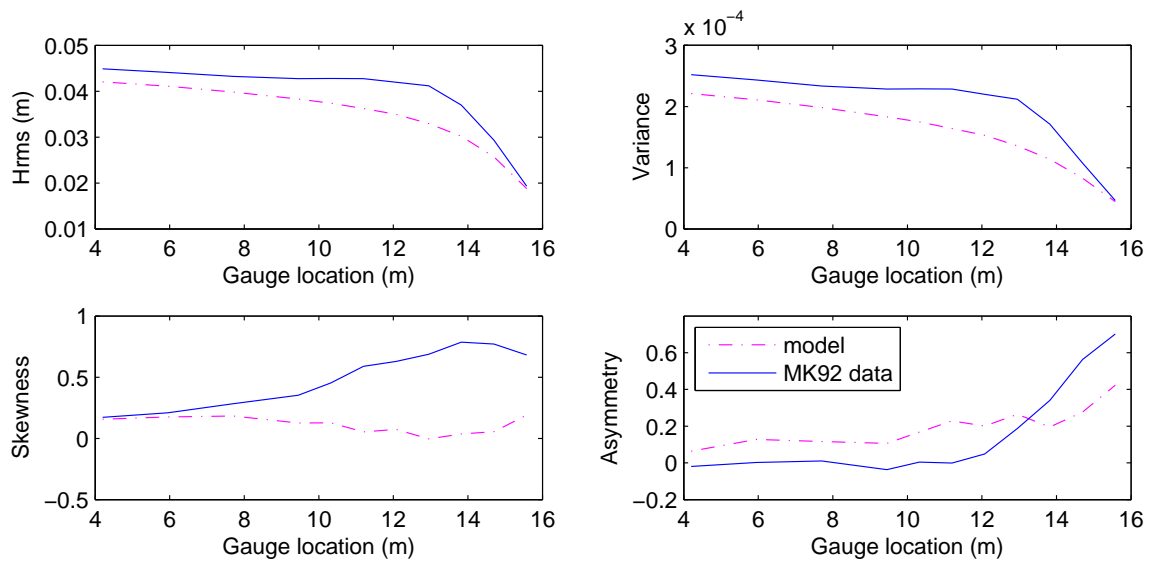 0.05
0.04
0.03
0.02
0.01
Hrms (m)
4 6 8 10 12 14 16
Gauge location (m)
x 10⁻⁴
3
2
1
0
Variance
4 6 8 10 12 14 16
Gauge location (m)
1
0.5
0
−0.5
Skewness
4 6 8 10 12 14 16
Gauge location (m)
0.6
0.4
0.2
0
−0.2
Asymmetry
model
MK92 data
4 6 8 10 12 14 16
Gauge location (m)